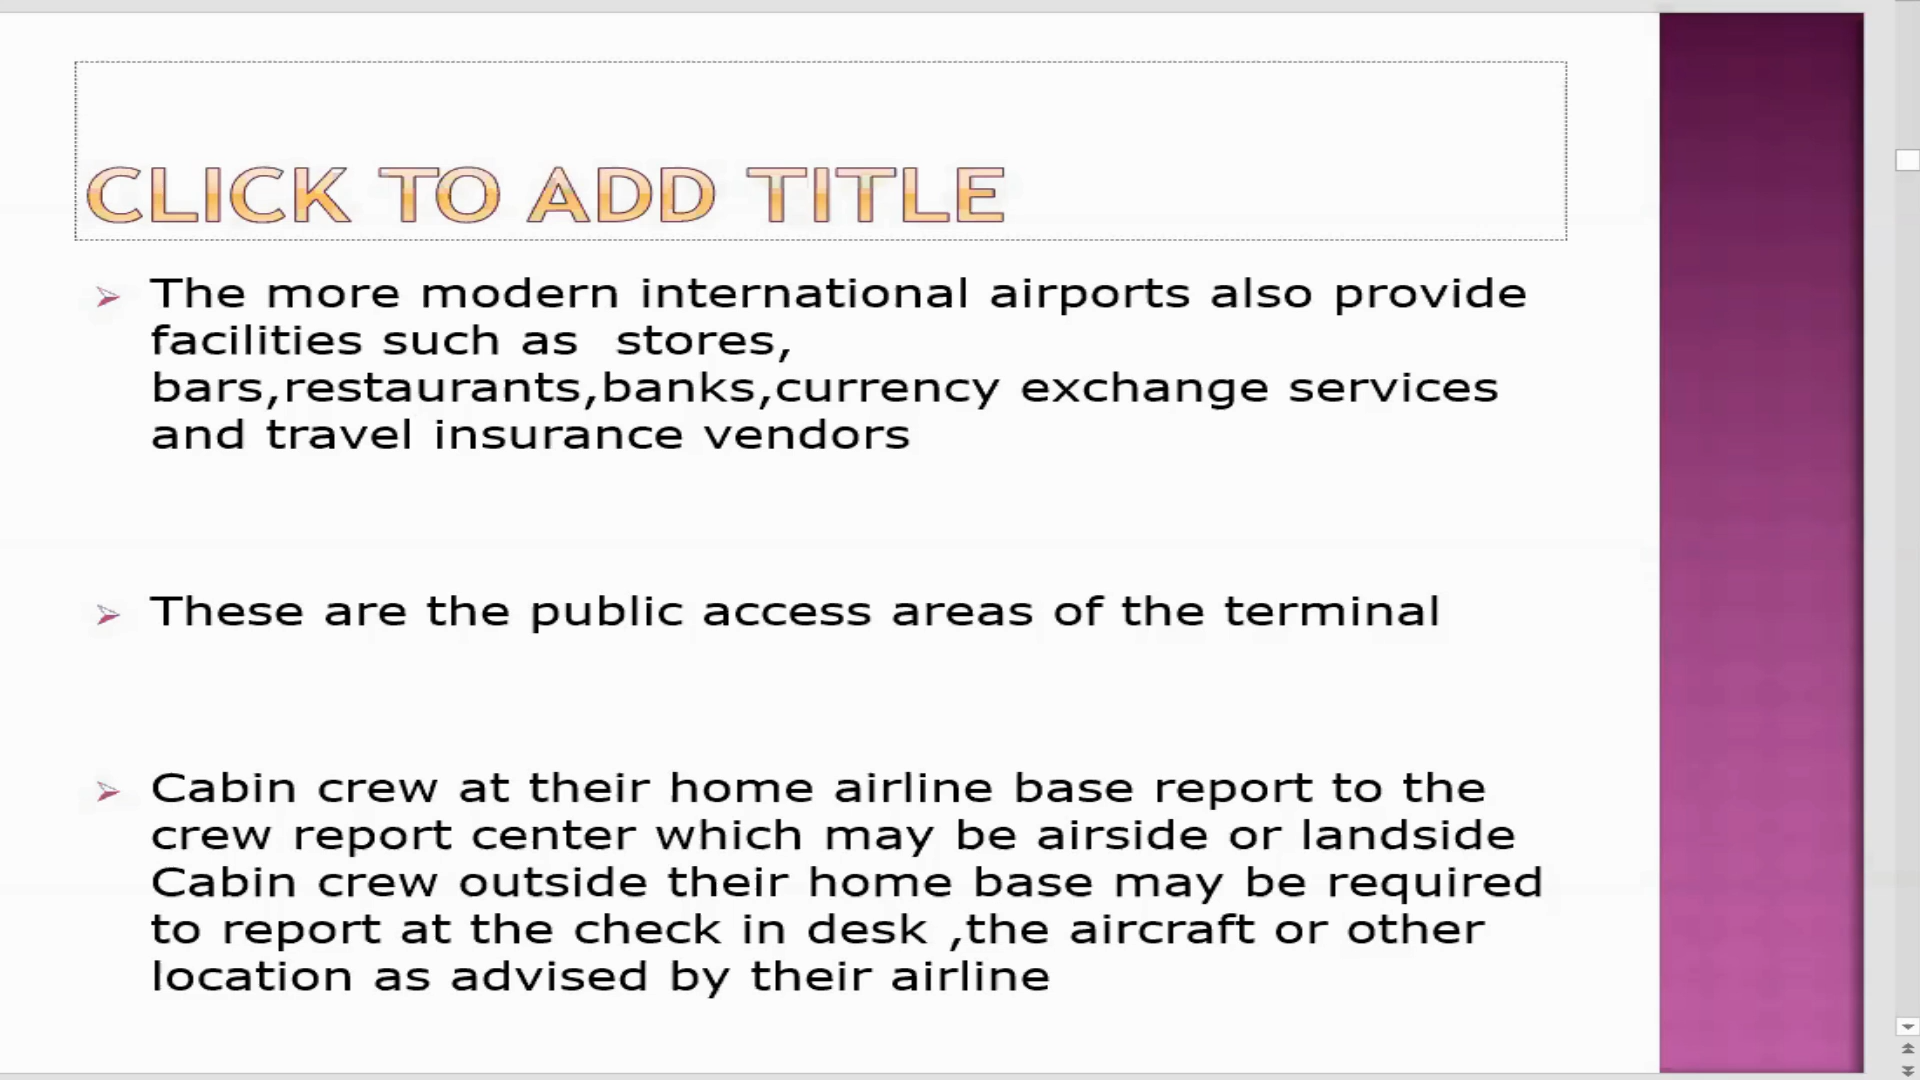 CLICK TO ADD TITLE
The more modern international airports also provide
facilities such as  stores,
bars,restaurants,banks,currency exchange services
and travel insurance vendors
These are the public access areas of the terminal
Cabin crew at their home airline base report to the
crew report center which may be airside or landside
Cabin crew outside their home base may be required
to report at the check in desk ,the aircraft or other
location as advised by their airline